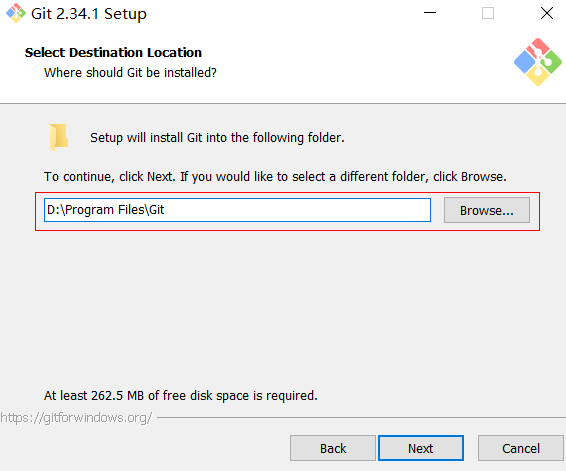 Git 2.34.1 Setup
Select Destination Location
Where should Git be installed?
Setup will install Git into the following folder.
To continue, click Next. If you would like to select a different folder, click Browse.
D:\Program Files\Git
Browse...
At least 262.5 MB of free disk space is required.
https://gitforwindows.org/
Back
Next
Cancel